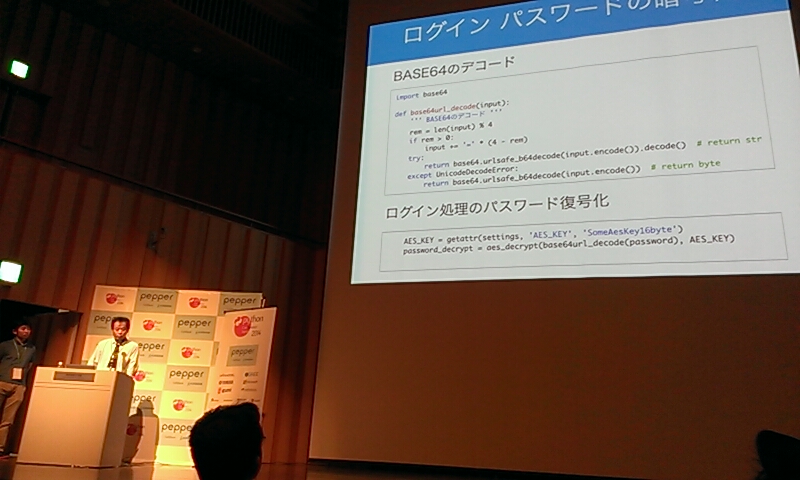 ログイン パスワードの暗号
BASE64のデコード
import base64
def base64url_decode(input):
''' BASE64のデコード '''
rem = len(input) % 4
if rem > 0:
input += '=' * (4 - rem)
try:
return base64.urlsafe_b64decode(input.encode()).decode() # return str
except UnicodeDecodeError:
return base64.urlsafe_b64decode(input.encode()) # return byte
ログイン処理のパスワード復号化
AES_KEY = getattr(settings, 'AES_KEY', 'SomeAesKey16byte')
password_decrypt = aes_decrypt(base64url_decode(password), AES_KEY)
pepper
pepper
pepper
pepper
pepper
pepper
pepper
pepper
thon
2014
pepper